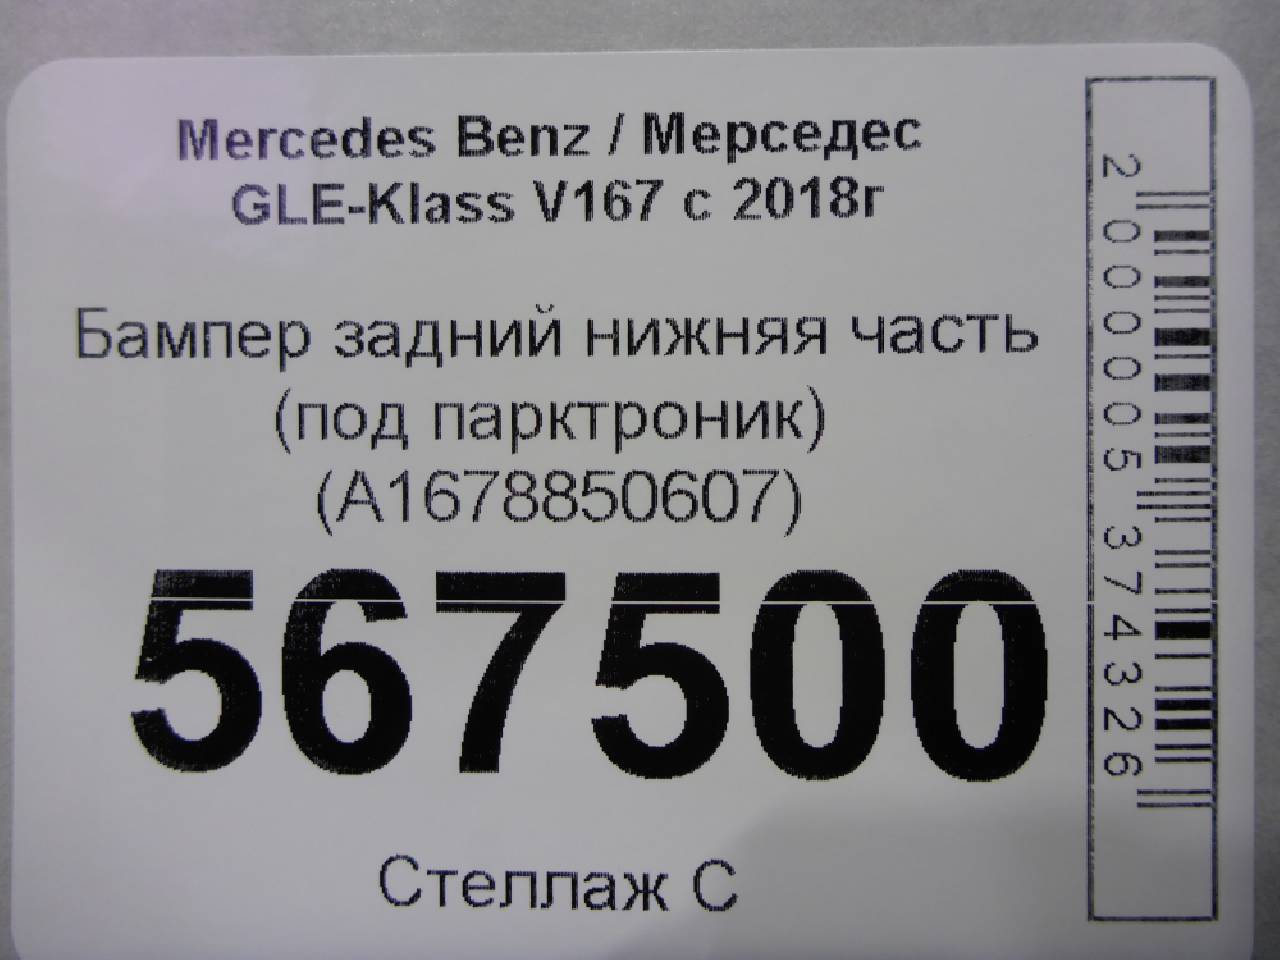 Mercedes Benz / Мерседес
GLE-Klass V167 с 2018г
Бампер задний нижняя часть
(под парктроник)
(A1678850607)
567500
Стеллаж С
2000005374326